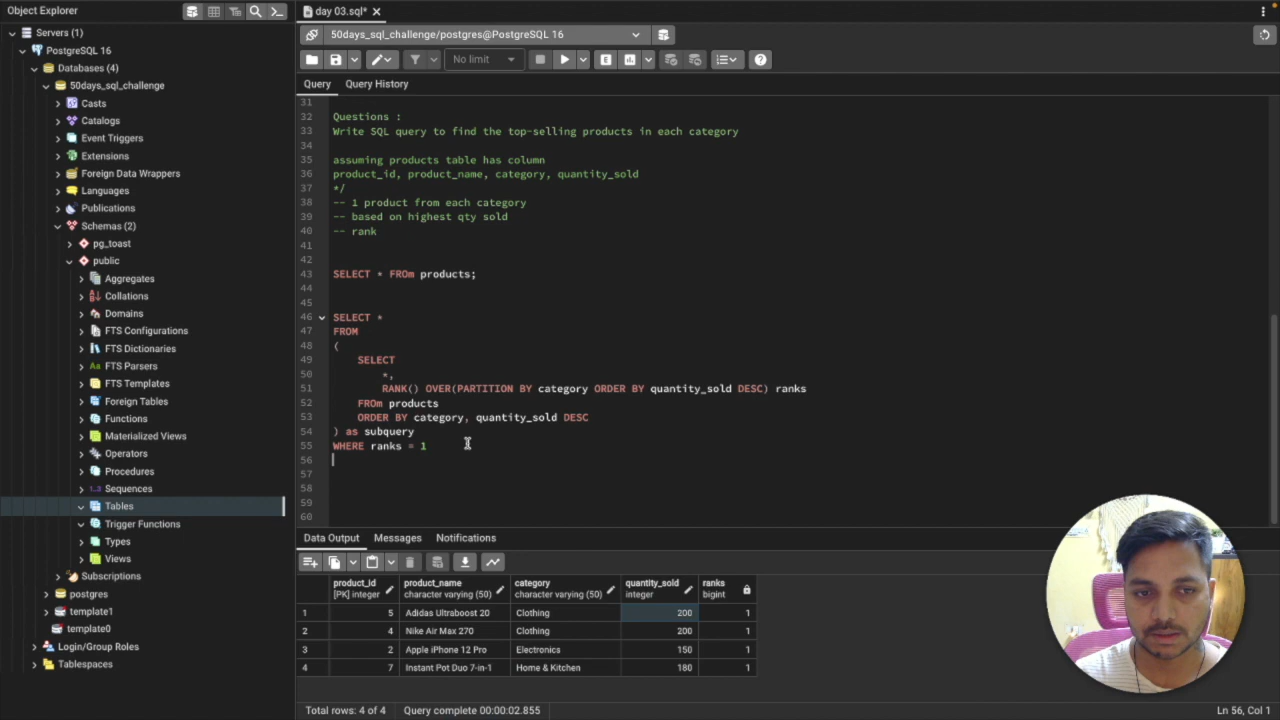 Object Explorer
day 03.sql*
Servers (1)
PostgreSQL 16
Databases (4)
50days_sql_challenge
Casts
Catalogs
Event Triggers
Extensions
Foreign Data Wrappers
Languages
Publications
Schemas (2)
pg_toast
public
Aggregates
Collations
Domains
FTS Configurations
FTS Dictionaries
Aa FTS Parsers
FTS Templates
Foreign Tables
Functions
Materialized Views
Operators
Procedures
1..3 Sequences
Tables
Trigger Functions
Types
Views
Subscriptions
postgres
template1
template0
Login/Group Roles
Tablespaces
50days_sql_challenge/postgres@PostgreSQL 16
No limit
E
Query Query History
31
32 Questions :
33 Write SQL query to find the top-selling products in each category
34
35 assuming products table has column
36 product_id, product_name, category, quantity_sold
37 */
38 -- 1 product from each category
39 -- based on highest qty sold
40 -- rank
41
42
43 SELECT * FROm products;
44
45
46 SELECT *
47 FROM
48 (
49 SELECT
50 *,
51 RANK() OVER(PARTITION BY category ORDER BY quantity_sold DESC) ranks
52 FROm products
53 ORDER BY category, quantity_sold DESC
54 ) as subquery
55 WHERE ranks = 1
56
57
58
59
60
Data Output Messages Notifications
product_id product_name category quantity_sold ranks
[PK] integer character varying (50) character varying (50) integer bigint
1 5 Adidas Ultraboost 20 Clothing 200 1
2 4 Nike Air Max 270 Clothing 200 1
3 2 Apple iPhone 12 Pro Electronics 150 1
4 7 Instant Pot Duo 7-in-1 Home & Kitchen 180 1
Total rows: 4 of 4 Query complete 00:00:02.855 Ln 56, Col 1